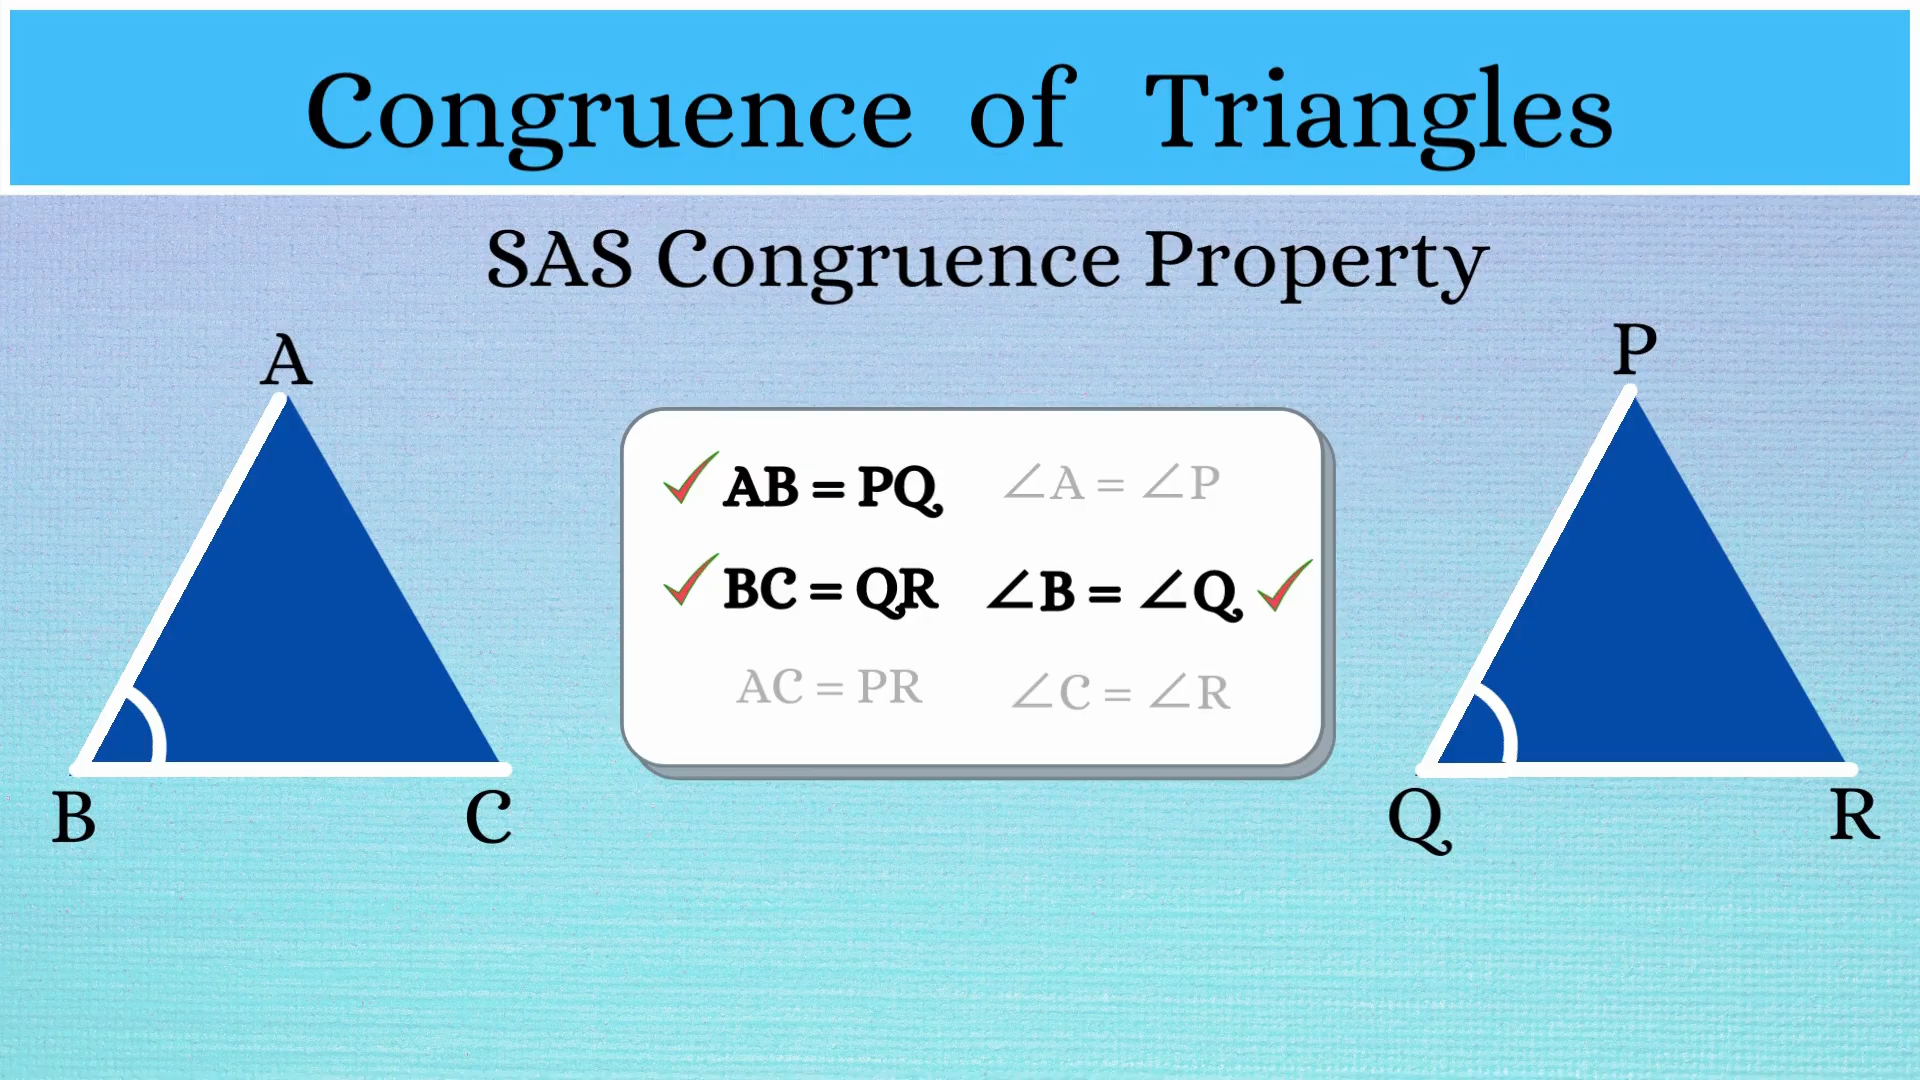 Congruence of Triangles
SAS Congruence Property
A
P
AB = PQ ∠A = ∠P
BC = QR ∠B = ∠Q
AC = PR ∠C = ∠R
B
C
Q
R